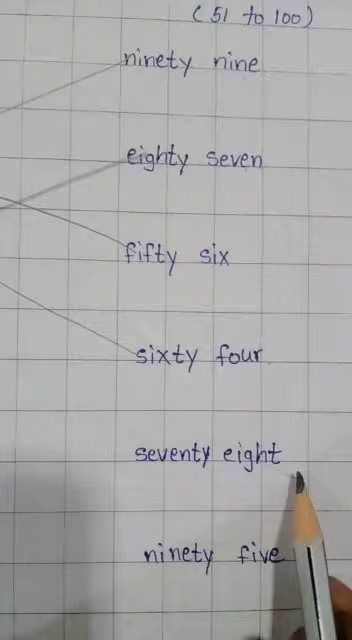 (51 to 100)
ninety nine
eighty seven
fifty six
sixty four
seventy eight
ninety five